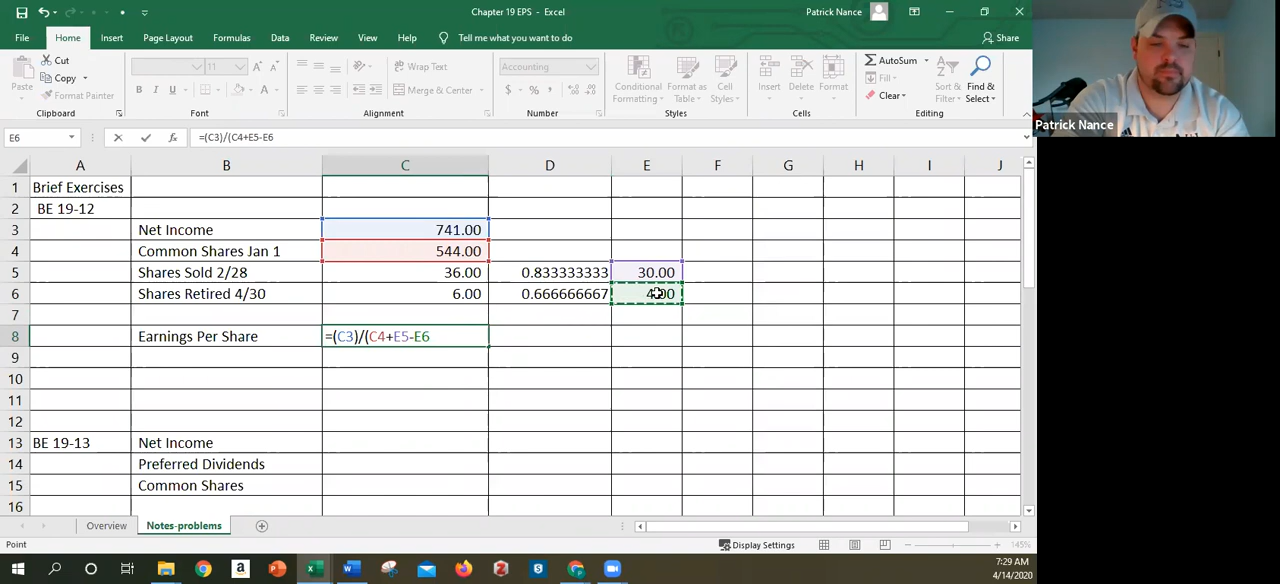 Chapter 19 EPS - Excel
Patrick Nance
File Home Insert Page Layout Formulas Data Review View Help Tell me what you want to do Share
Paste
Cut
Copy
Format Painter
Clipboard
11
B I U
Font
Wrap Text
Merge & Center
Alignment
Accounting
$ % ,
Number
Conditional Formatting
Format as Table
Cell Styles
Styles
Insert Delete Format
Cells
AutoSum
Fill
Clear
Sort & Filter
Find & Select
Editing
Patrick Nance
E6 fx =(C3)/(C4+E5-E6
A B C D E F G H I J
1 Brief Exercises
2 BE 19-12
3 Net Income 741.00
4 Common Shares Jan 1 544.00
5 Shares Sold 2/28 36.00 0.833333333 30.00
6 Shares Retired 4/30 6.00 0.666666667 4.00
7
8 Earnings Per Share =(C3)/(C4+E5-E6
9
10
11
12
13 BE 19-13 Net Income
14 Preferred Dividends
15 Common Shares
16
Overview Notes-problems
Point Display Settings 145%
7:29 AM
4/14/2020